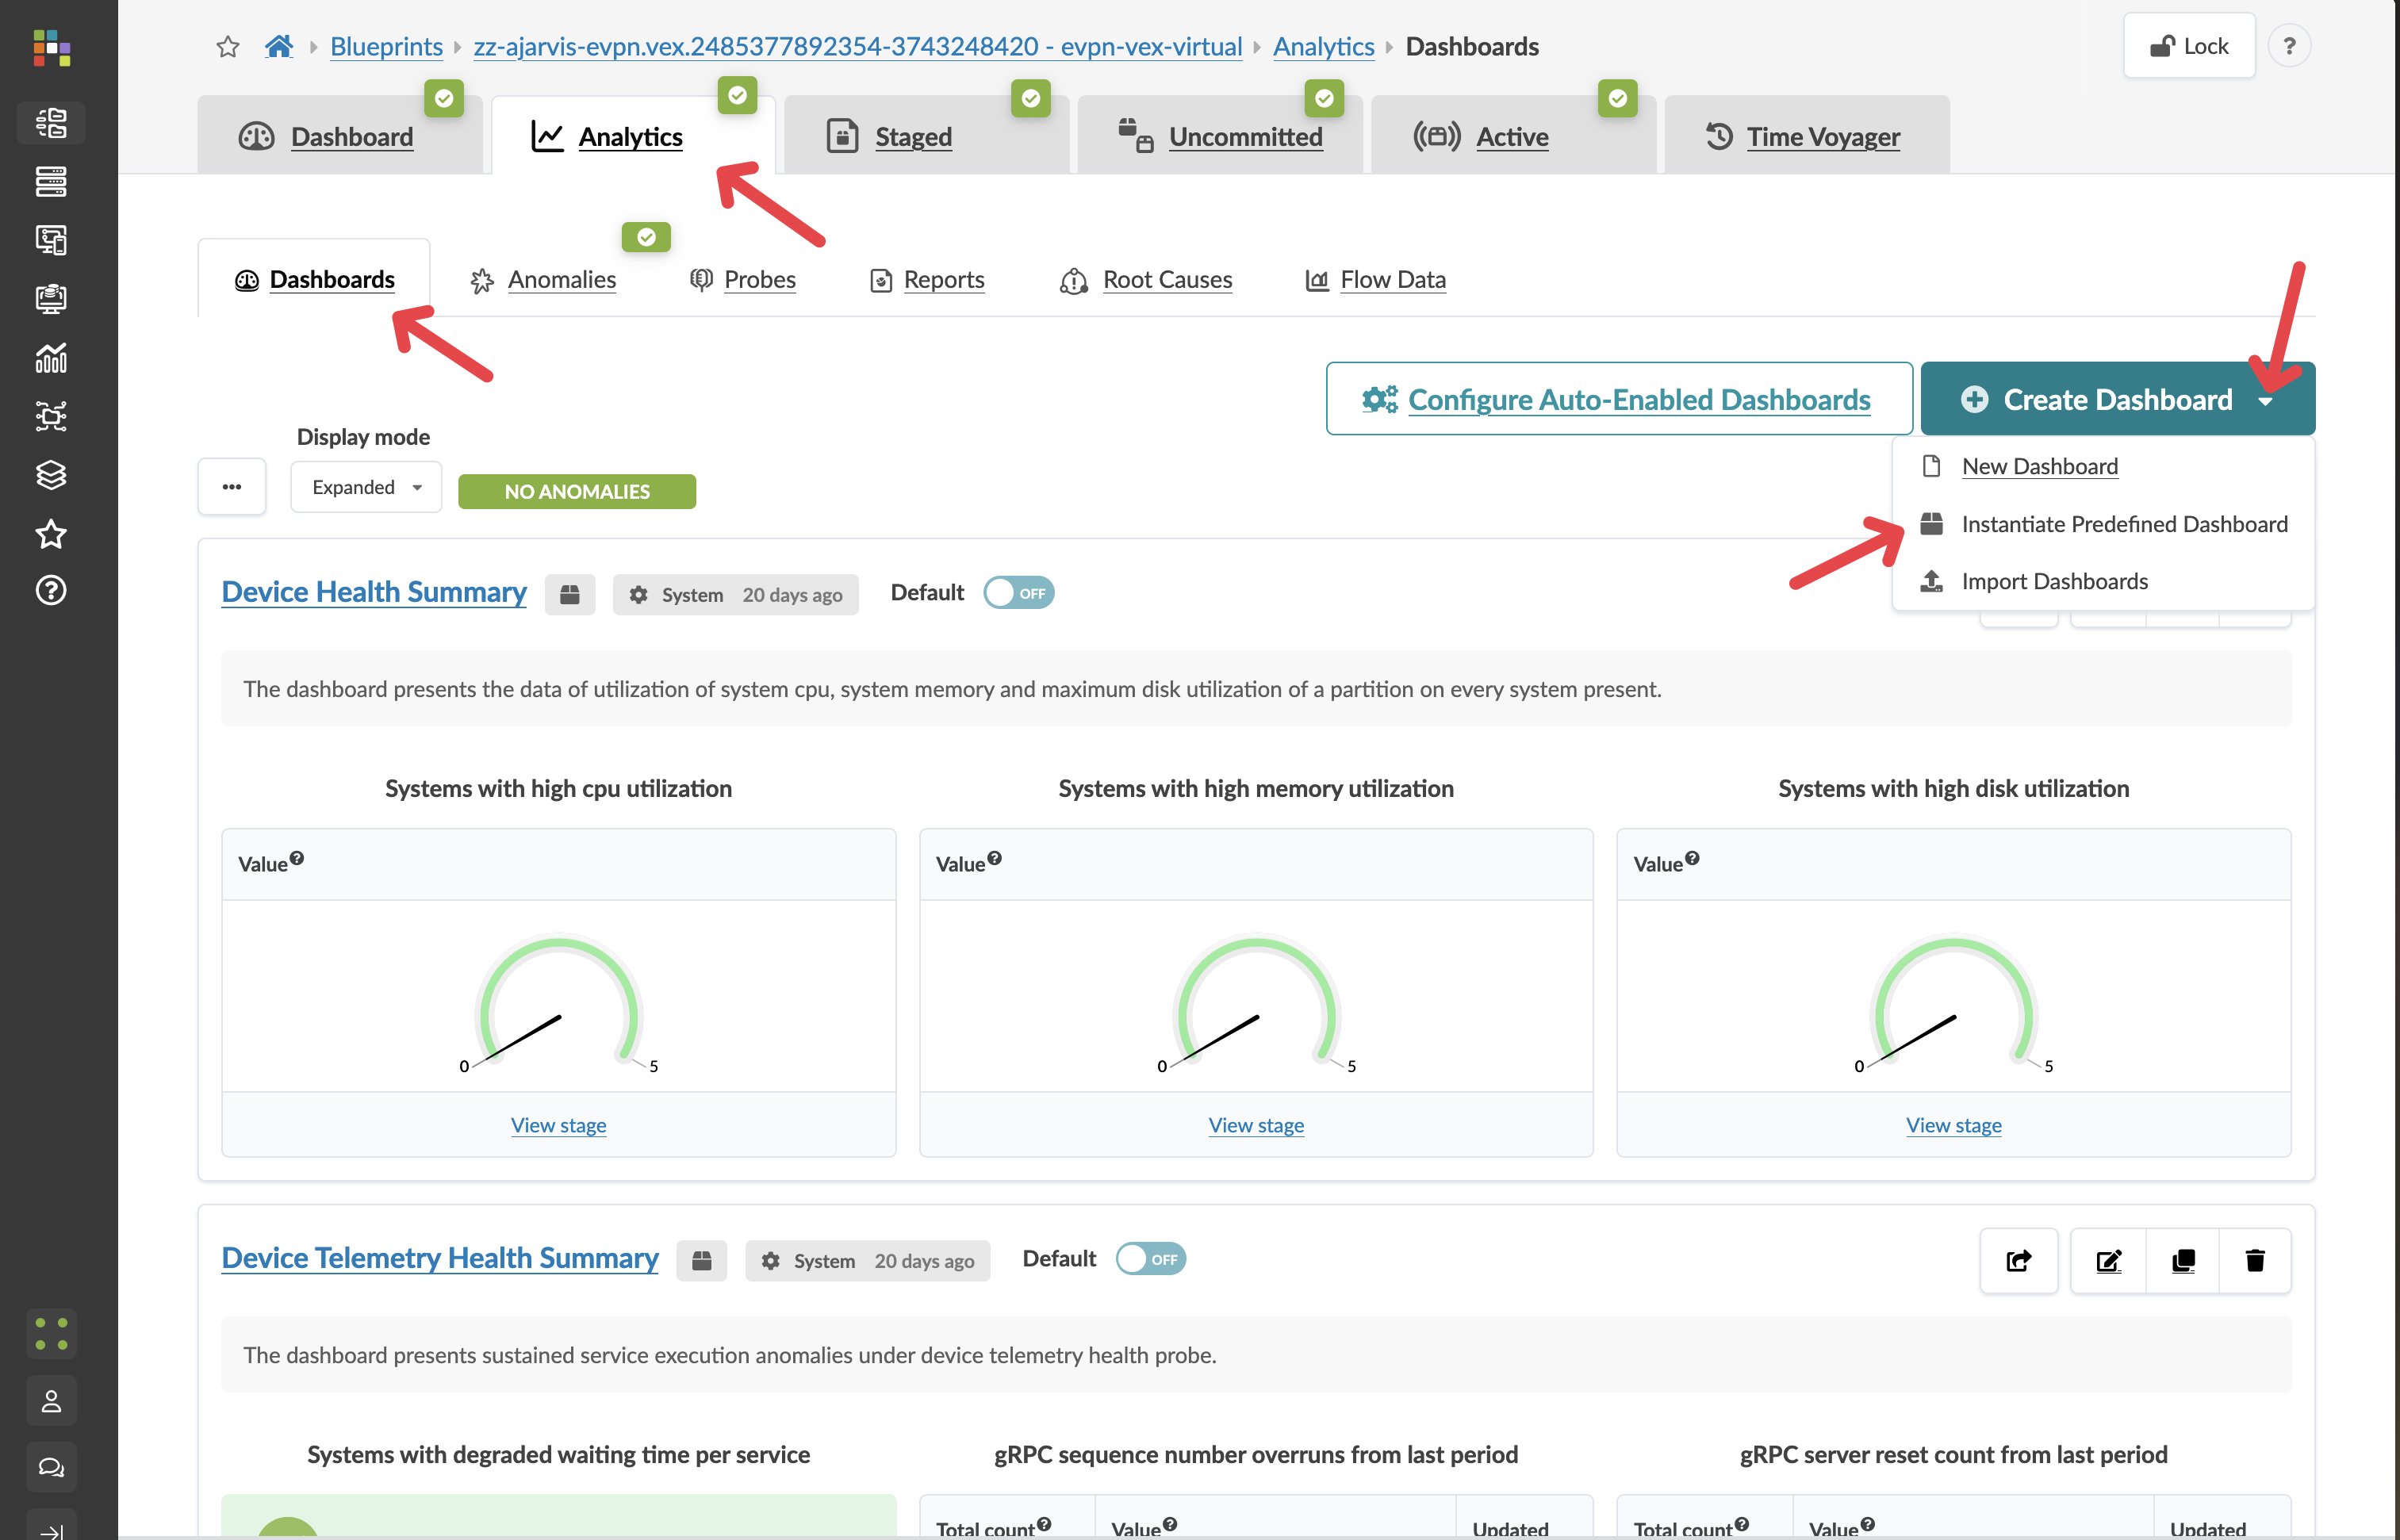 Blueprints zz-ajarvis-evpn.vex.2485377892354-3743248420 - evpn-vex-virtual Analytics Dashboards
Lock ?
Dashboard Analytics Staged Uncommitted Active Time Voyager
Dashboards Anomalies Probes Reports Root Causes Flow Data
Configure Auto-Enabled Dashboards Create Dashboard
Display mode
New Dashboard
... Expanded NO ANOMALIES
Instantiate Predefined Dashboard
Import Dashboards
Device Health Summary System 20 days ago Default OFF
The dashboard presents the data of utilization of system cpu, system memory and maximum disk utilization of a partition on every system present.
Systems with high cpu utilization Systems with high memory utilization Systems with high disk utilization
Value? Value? Value?
0 5 0 5 0 5
View stage View stage View stage
Device Telemetry Health Summary System 20 days ago Default OFF
The dashboard presents sustained service execution anomalies under device telemetry health probe.
Systems with degraded waiting time per service gRPC sequence number overruns from last period gRPC server reset count from last period
Total count? Value? Updated Total count? Value? Updated